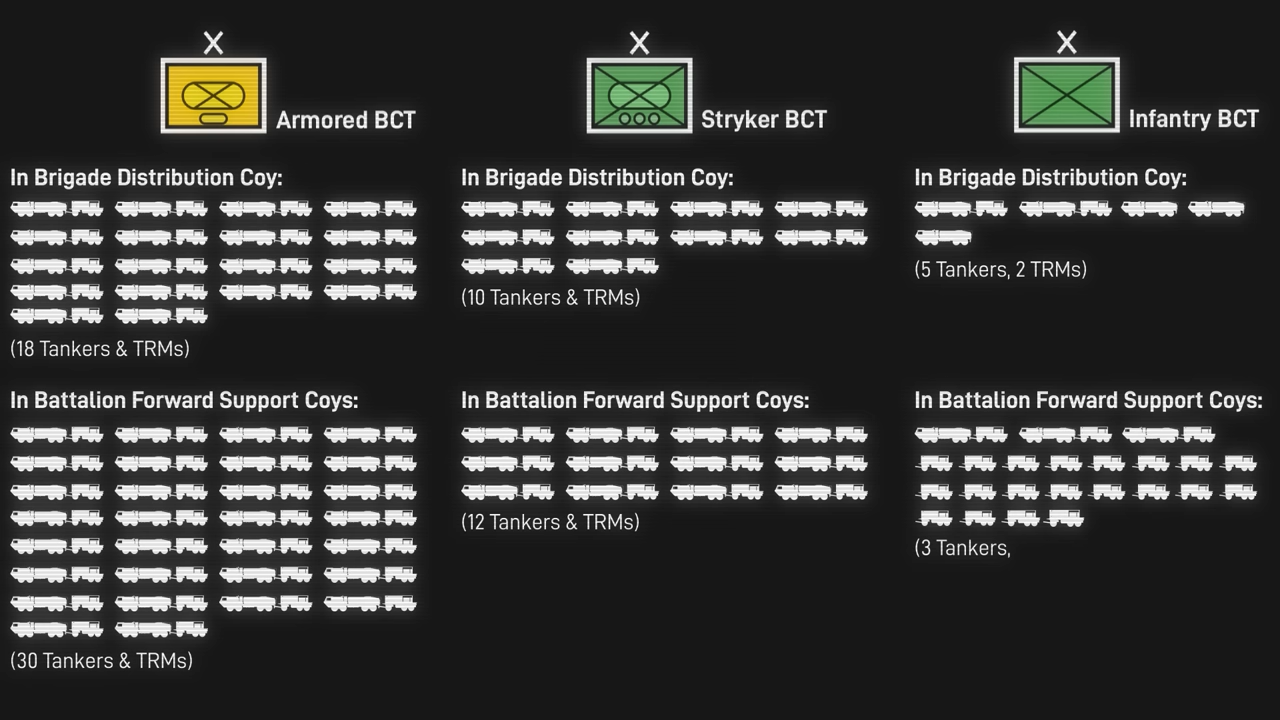 Armored BCT
Stryker BCT
Infantry BCT
In Brigade Distribution Coy:
(18 Tankers & TRMs)
In Battalion Forward Support Coys:
(30 Tankers & TRMs)
In Brigade Distribution Coy:
(10 Tankers & TRMs)
In Battalion Forward Support Coys:
(12 Tankers & TRMs)
In Brigade Distribution Coy:
(5 Tankers, 2 TRMs)
In Battalion Forward Support Coys:
(3 Tankers,